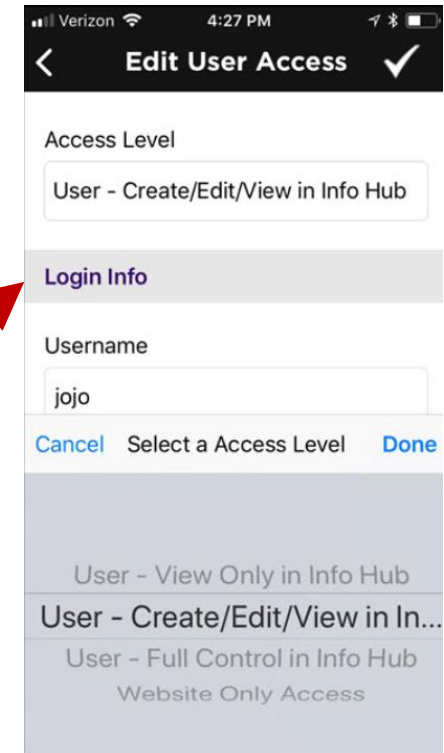 Verizon 4:27 PM
Edit User Access
Access Level
User - Create/Edit/View in Info Hub
Login Info
Username
jojo
Cancel Select a Access Level Done
User - View Only in Info Hub
User - Create/Edit/View in In...
User - Full Control in Info Hub
Website Only Access